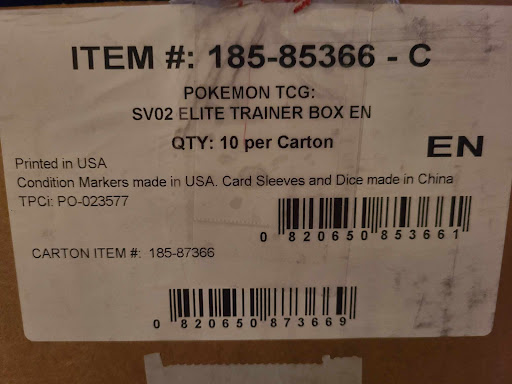 ITEM #: 185-85366 - C
POKEMON TCG:
SV02 ELITE TRAINER BOX EN
QTY: 10 per Carton
EN
Printed in USA
Condition Markers made in USA. Card Sleeves and Dice made in China
TPCi: PO-023577
0 820650 853661
CARTON ITEM #: 185-87366
0 820650 873669